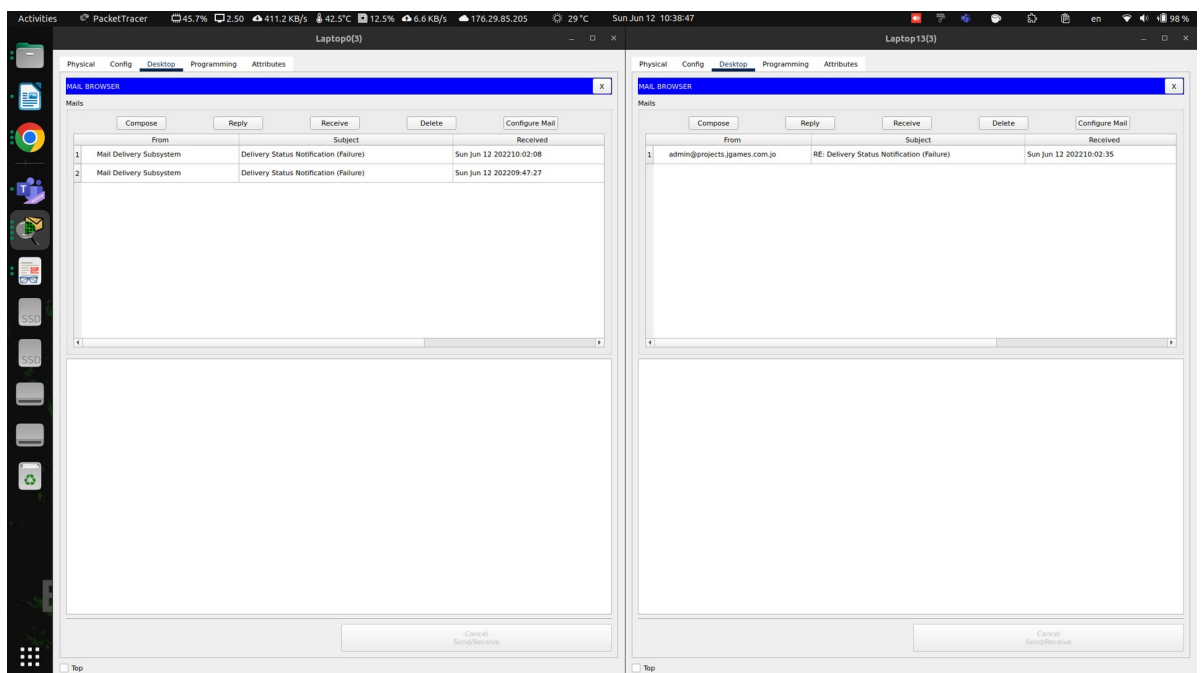 Activities PacketTracer 45.7% 2.50 411.2 KB/s 42.5°C 12.5% 6.6 KB/s 176.29.85.205 29 °C Sun Jun 12 10:38:47 en 98 %
Laptop0(3)
Physical Config Desktop Programming Attributes
MAIL BROWSER X
Mails
Compose Reply Receive Delete Configure Mail
From Subject Received
1 Mail Delivery Subsystem Delivery Status Notification (Failure) Sun Jun 12 202210:02:08
2 Mail Delivery Subsystem Delivery Status Notification (Failure) Sun Jun 12 202209:47:27
Cancel
Send/Receive
Top
Laptop13(3)
Physical Config Desktop Programming Attributes
MAIL BROWSER X
Mails
Compose Reply Receive Delete Configure Mail
From Subject Received
1 admin@projects.jgames.com.jo RE: Delivery Status Notification (Failure) Sun Jun 12 202210:02:35
Cancel
Send/Receive
Top
SSD
SSD